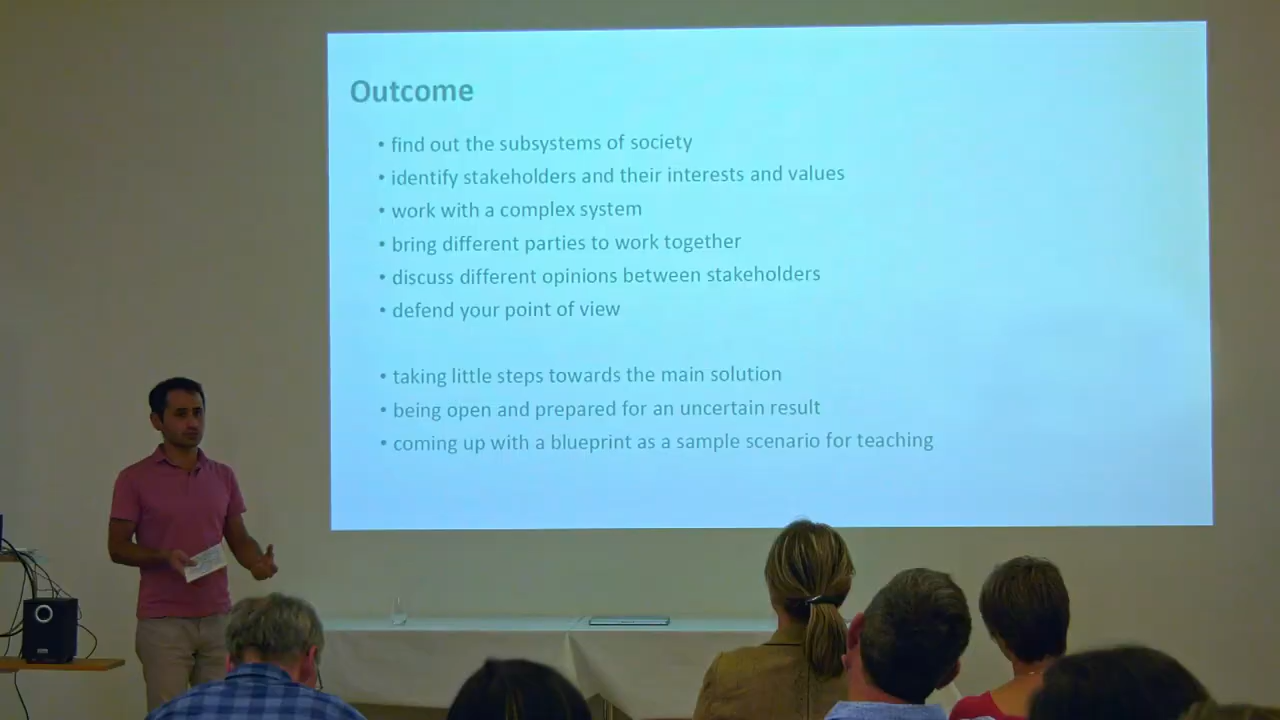 Outcome
• find out the subsystems of society
• identify stakeholders and their interests and values
• work with a complex system
• bring different parties to work together
• discuss different opinions between stakeholders
• defend your point of view
• taking little steps towards the main solution
• being open and prepared for an uncertain result
• coming up with a blueprint as a sample scenario for teaching